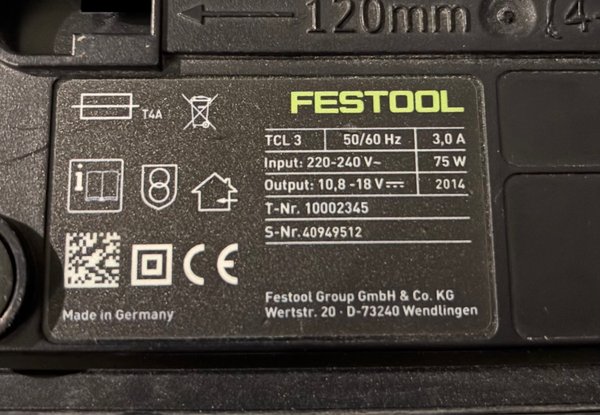 120mm (4-
T4A
FESTOOL
TCL 3 50/60 Hz 3,0 A
Input: 220-240 V~ 75 W
Output: 10,8 -18 V⎓ 2014
T-Nr. 10002345
S-Nr. 40949512
i
CE
Made in Germany
Festool Group GmbH & Co. KG
Wertstr. 20 · D-73240 Wendlingen